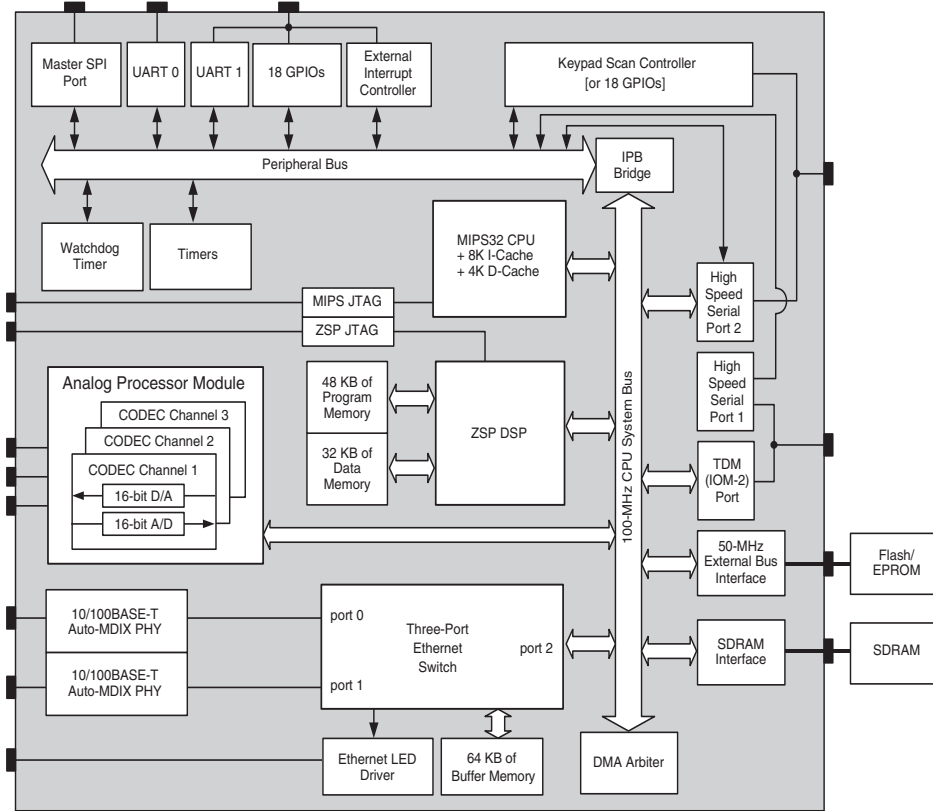 Master SPI
Port
UART 0
UART 1
18 GPIOs
External
Interrupt
Controller
Keypad Scan Controller
[or 18 GPIOs]
Peripheral Bus
IPB
Bridge
Watchdog
Timer
Timers
MIPS32 CPU
+ 8K I-Cache
+ 4K D-Cache
High
Speed
Serial
Port 2
MIPS JTAG
ZSP JTAG
Analog Processor Module
CODEC Channel 3
CODEC Channel 2
CODEC Channel 1
16-bit D/A
16-bit A/D
48 KB of
Program
Memory
32 KB of
Data
Memory
ZSP DSP
100-MHz CPU System Bus
High
Speed
Serial
Port 1
TDM
(IOM-2)
Port
50-MHz
External Bus
Interface
Flash/
EPROM
10/100BASE-T
Auto-MDIX PHY
10/100BASE-T
Auto-MDIX PHY
port 0
port 1
Three-Port
Ethernet
Switch
port 2
SDRAM
Interface
SDRAM
Ethernet LED
Driver
64 KB of
Buffer Memory
DMA Arbiter